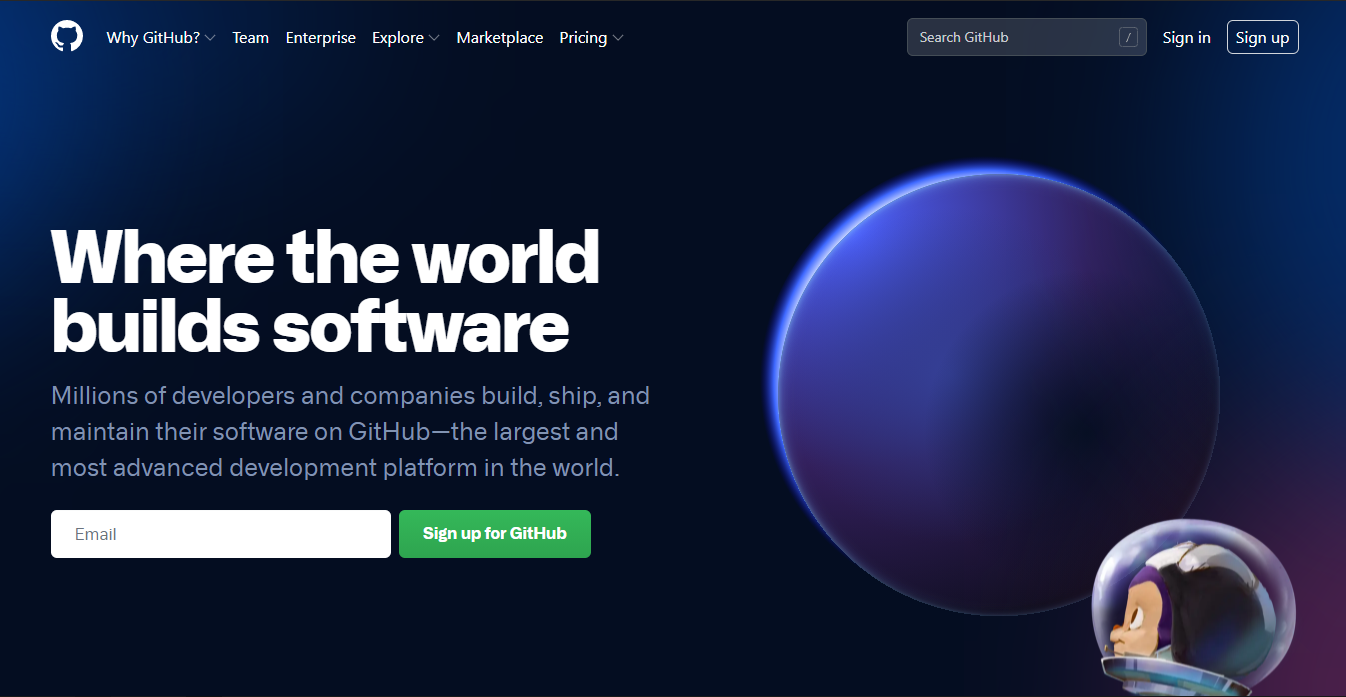 Why GitHub? Team Enterprise Explore Marketplace Pricing Search GitHub / Sign in Sign up
Where the world
builds software
Millions of developers and companies build, ship, and
maintain their software on GitHub—the largest and
most advanced development platform in the world.
Email Sign up for GitHub